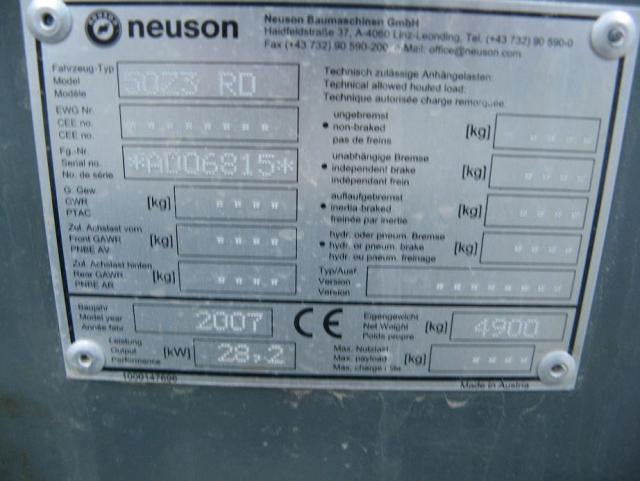 neuson
Neuson Baumaschinen GmbH
Haidfeldstraße 37, A-4060 Linz-Leonding, Tel. (+43 732) 90 590-0
Fax (+43 732) 90 590-200 Mail: office@neuson.com
Fahrzeug-Typ
Model
Modèle
50Z3 RD
Technisch zulässige Anhängelasten:
Technical allowed houled load:
Technique autorisée charge remorquee:
EWG Nr.
CEE no.
CEE no.
ungebremst
non-braked
pas de freins
[kg]
Fg.-Nr.
Serial no.
No. de série
*AD06815*
unabhängige Bremse
independent brake
indépendant frein
[kg]
G. Gew.
GWR
PTAC
[kg]
auflaufgebremst
inertia-braked
freinée par inertie
[kg]
Zul. Achslast vorn
Front GAWR
PNBE AV
[kg]
hydr. oder pneum. Bremse
hydr. or pneum. brake
hydr. ou pneum. freinage
[kg]
Zul. Achslast hinten
Rear GAWR
PNBE AR
[kg]
Typ/Ausf.
Version
Version
Baujahr
Model year
Année fabr.
2007
CE
Eigengewicht
Net Weight
Poids propre
[kg]
4900
Leistung
Output
Performance
[kW]
28,2
Max. Nutzlast
Max. payload
Max. charge utile
[kg]
1000147696
Made in Austria